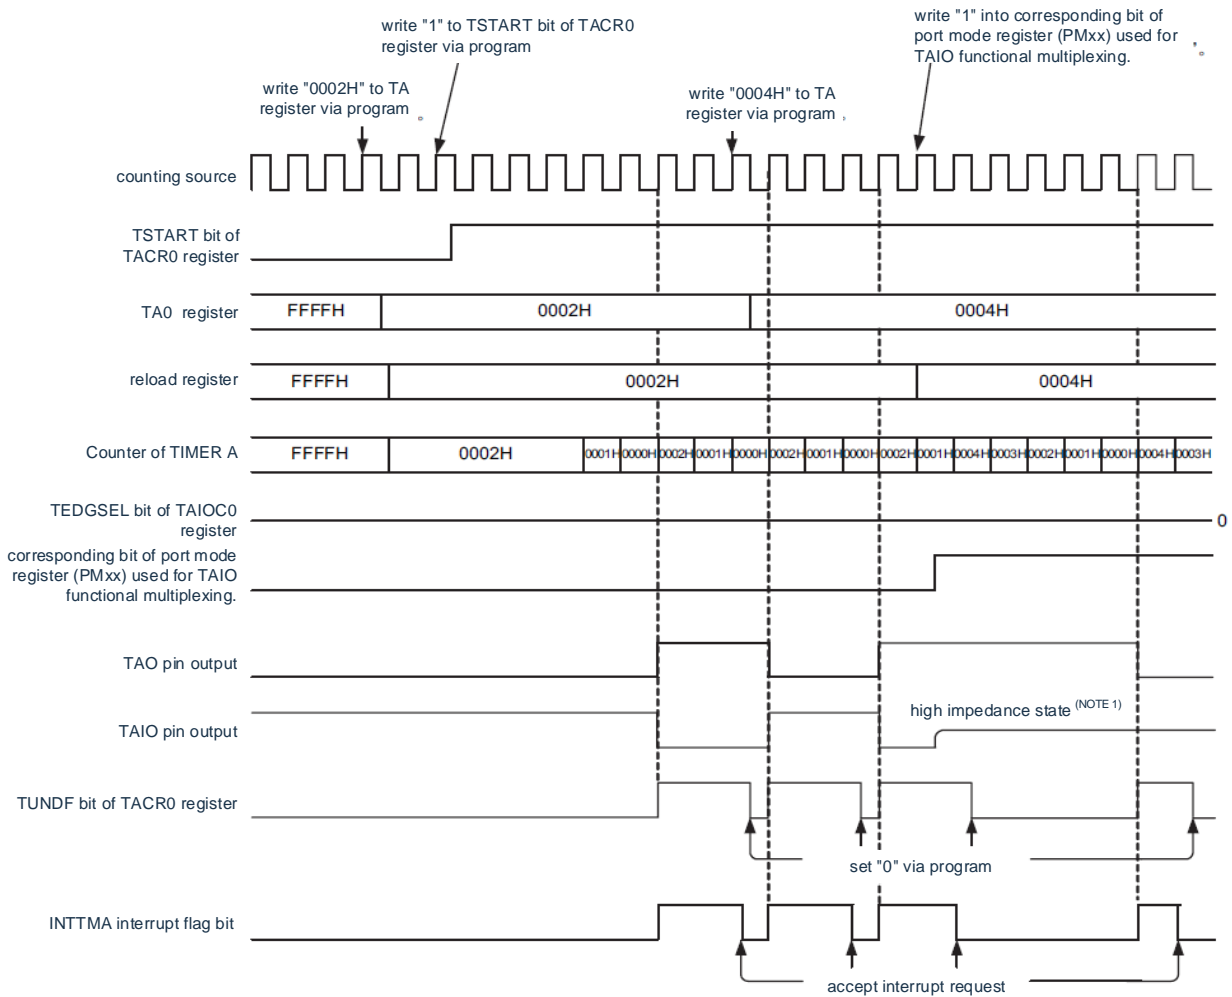 write "1" to TSTART bit of TACR0
register via program
write "1" into corresponding bit of
port mode register (PMxx) used for
TAIO functional multiplexing.
,
。
write "0002H" to TA
register via program 。
write "0004H" to TA
register via program ,
counting source
TSTART bit of
TACR0 register
TA0 register
FFFFH 0002H 0004H
reload register
FFFFH 0002H 0004H
Counter of TIMER A
FFFFH 0002H 0001H 0000H 0002H 0001H 0000H 0002H 0001H 0000H 0002H 0001H 0004H 0003H 0002H 0001H 0000H 0004H 0003H
TEDGSEL bit of TAIOC0
register
0
corresponding bit of port mode
register (PMxx) used for TAIO
functional multiplexing.
TAO pin output
TAIO pin output
high impedance state (NOTE 1)
TUNDF bit of TACR0 register
set "0" via program
INTTMA interrupt flag bit
accept interrupt request